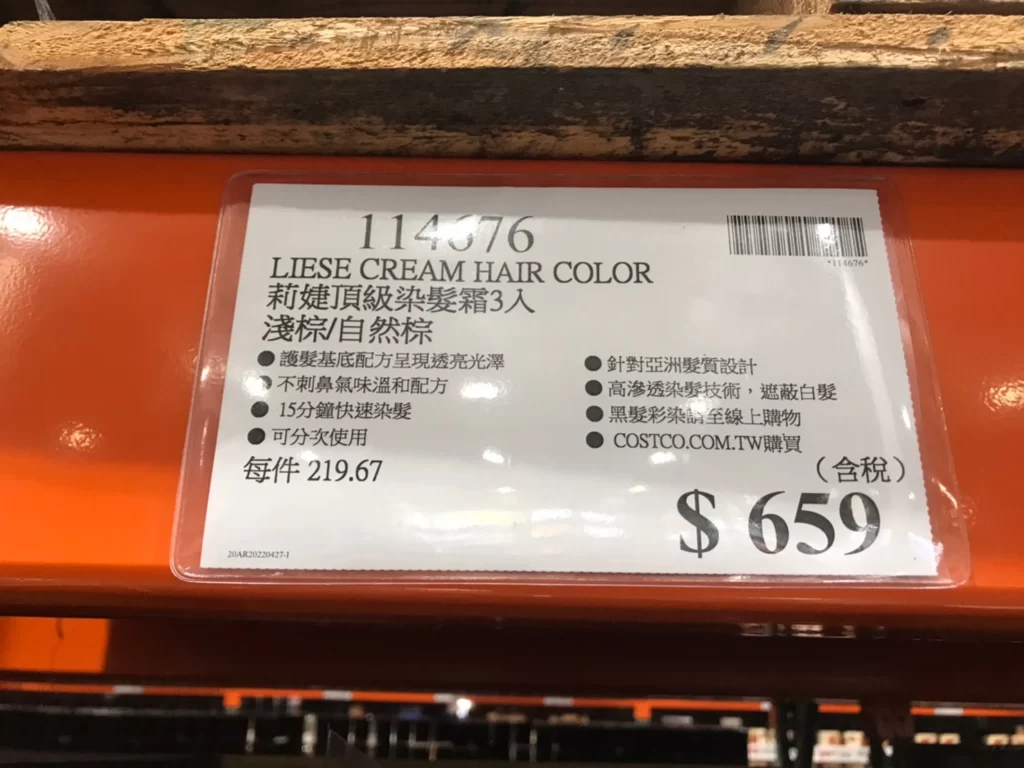 114676
*114676*
LIESE CREAM HAIR COLOR
莉婕頂級染髮霜3入
淺棕/自然棕
● 護髮基底配方呈現透亮光澤
● 不刺鼻氣味溫和配方
● 15分鐘快速染髮
● 可分次使用
● 針對亞洲髮質設計
● 高滲透染髮技術，遮蔽白髮
● 黑髮彩染請至線上購物
● COSTCO.COM.TW購買
每件 219.67
（含稅）
$ 659
20AR20220427-1